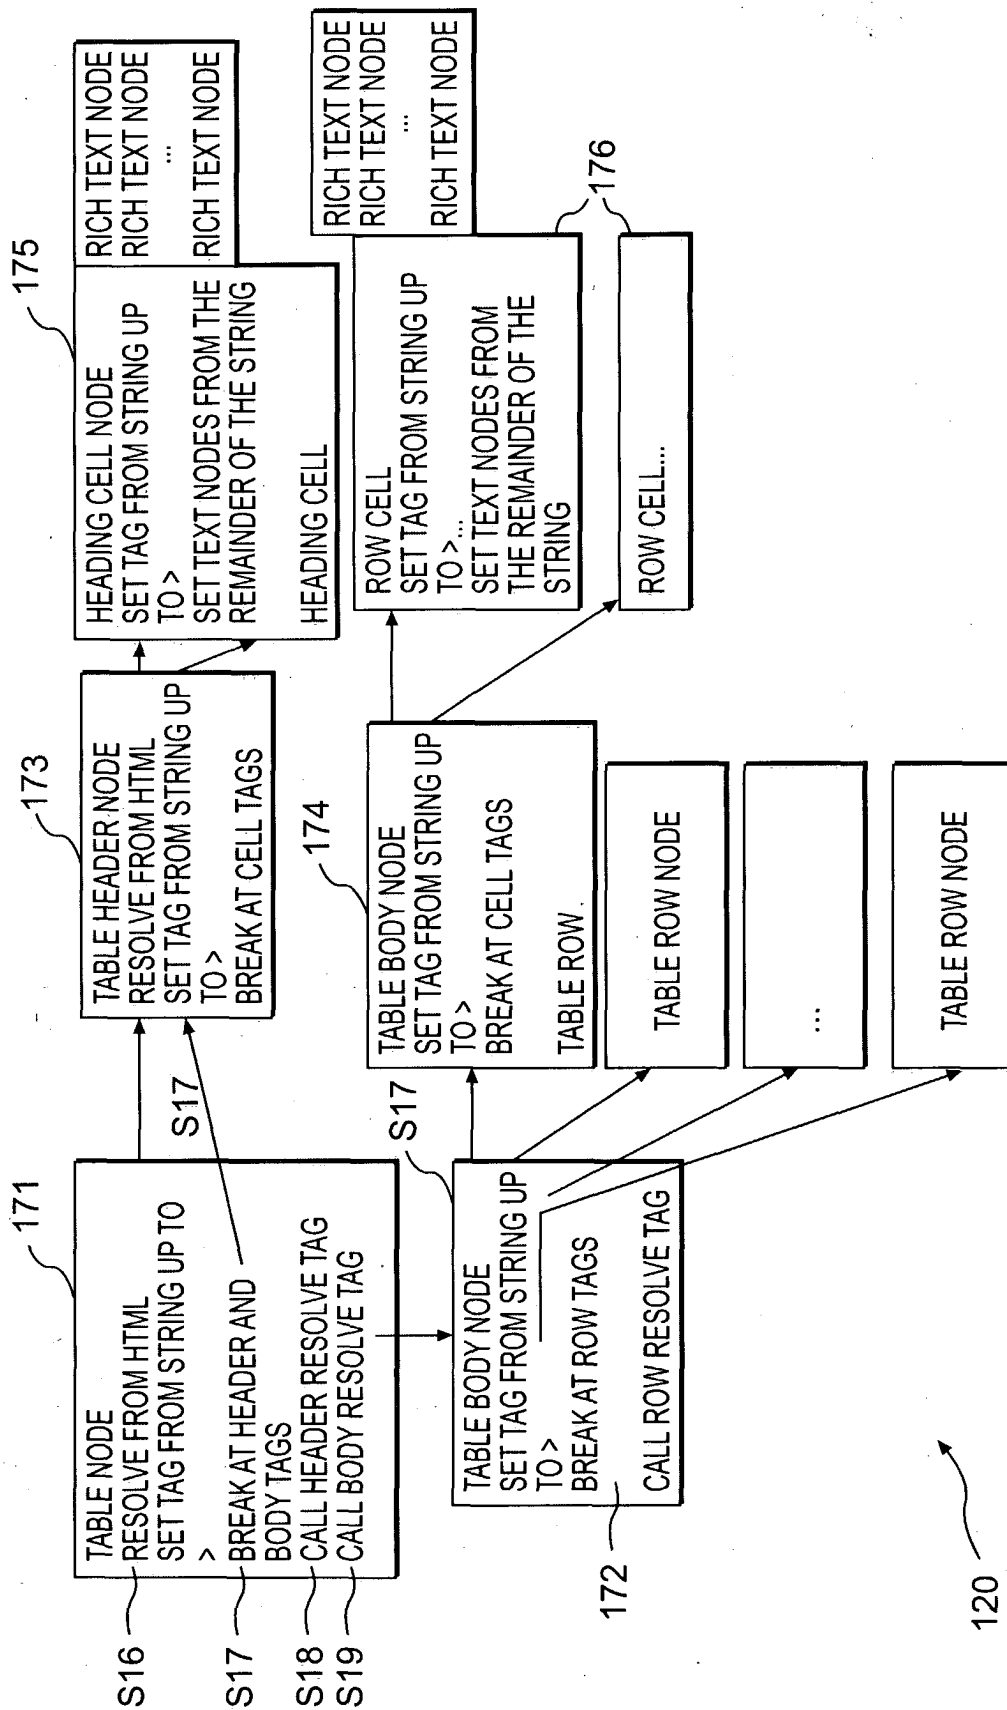 171
TABLE NODE
S16
RESOLVE FROM HTML
SET TAG FROM STRING UP TO
>
S17
BREAK AT HEADER AND
BODY TAGS
S18
CALL HEADER RESOLVE TAG
S19
CALL BODY RESOLVE TAG
S17
173
TABLE HEADER NODE
RESOLVE FROM HTML
SET TAG FROM STRING UP
TO >
BREAK AT CELL TAGS
175
HEADING CELL NODE
SET TAG FROM STRING UP
TO >
SET TEXT NODES FROM THE
REMAINDER OF THE STRING
HEADING CELL
RICH TEXT NODE
RICH TEXT NODE
...
RICH TEXT NODE
S17
TABLE BODY NODE
SET TAG FROM STRING UP
TO >
BREAK AT ROW TAGS
CALL ROW RESOLVE TAG
172
174
TABLE BODY NODE
SET TAG FROM STRING UP
TO >
BREAK AT CELL TAGS
TABLE ROW
TABLE ROW NODE
...
TABLE ROW NODE
ROW CELL
SET TAG FROM STRING UP
TO >...
SET TEXT NODES FROM
THE REMAINDER OF THE
STRING
RICH TEXT NODE
RICH TEXT NODE
...
RICH TEXT NODE
176
ROW CELL...
120